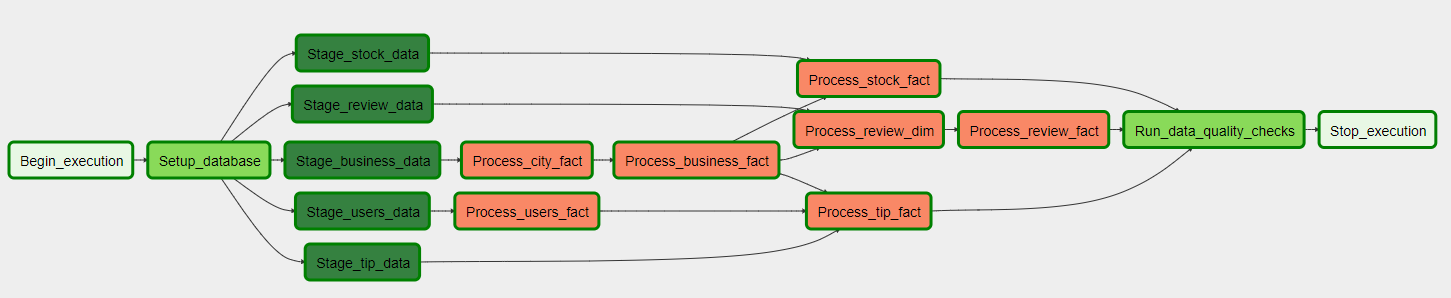 Begin_execution
Setup_database
Stage_stock_data
Stage_review_data
Stage_business_data
Stage_users_data
Stage_tip_data
Process_city_fact
Process_users_fact
Process_business_fact
Process_stock_fact
Process_review_dim
Process_tip_fact
Process_review_fact
Run_data_quality_checks
Stop_execution